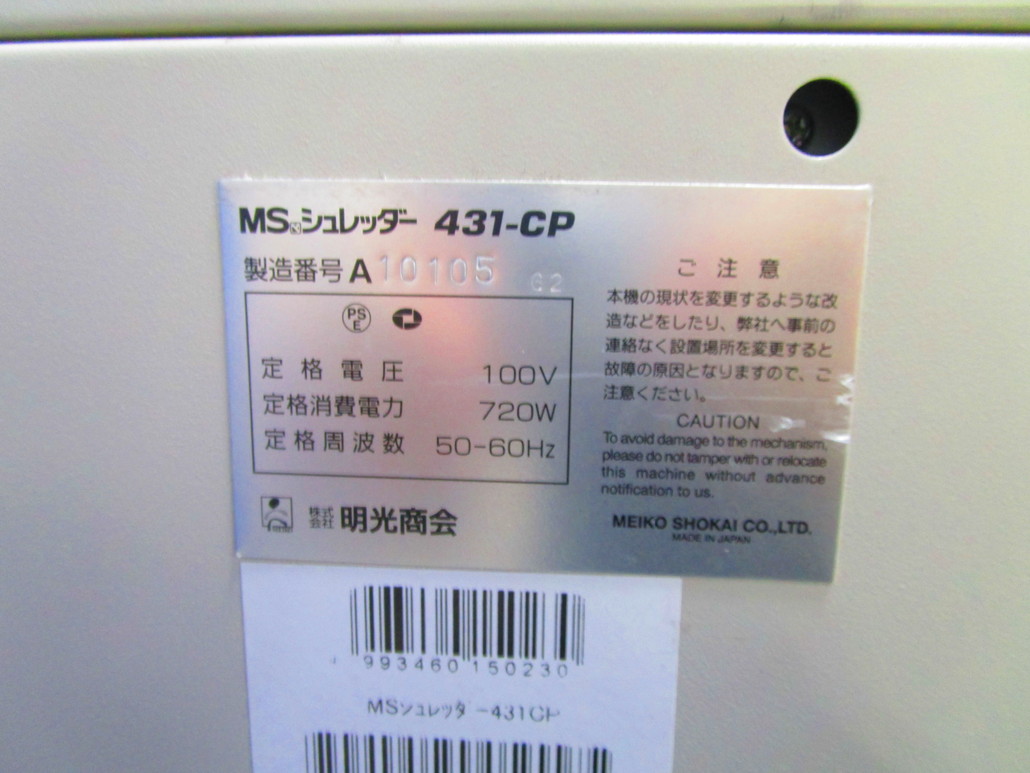 MSシュレッダー 431-CP
製造番号 A10105 62
PS
E
定格電圧 100V
定格消費電力 720W
定格周波数 50-60Hz
株式
会社 明光商会
ご注意
本機の現状を変更するような改
造などをしたり、弊社へ事前の
連絡なく設置場所を変更すると
故障の原因となりますので、ご
注意ください。
CAUTION
To avoid damage to the mechanism,
please do not tamper with or relocate
this machine without advance
notification to us.
MEIKO SHOKAI CO.,LTD.
MADE IN JAPAN
993460 150230
MSシュレッダ-431CP